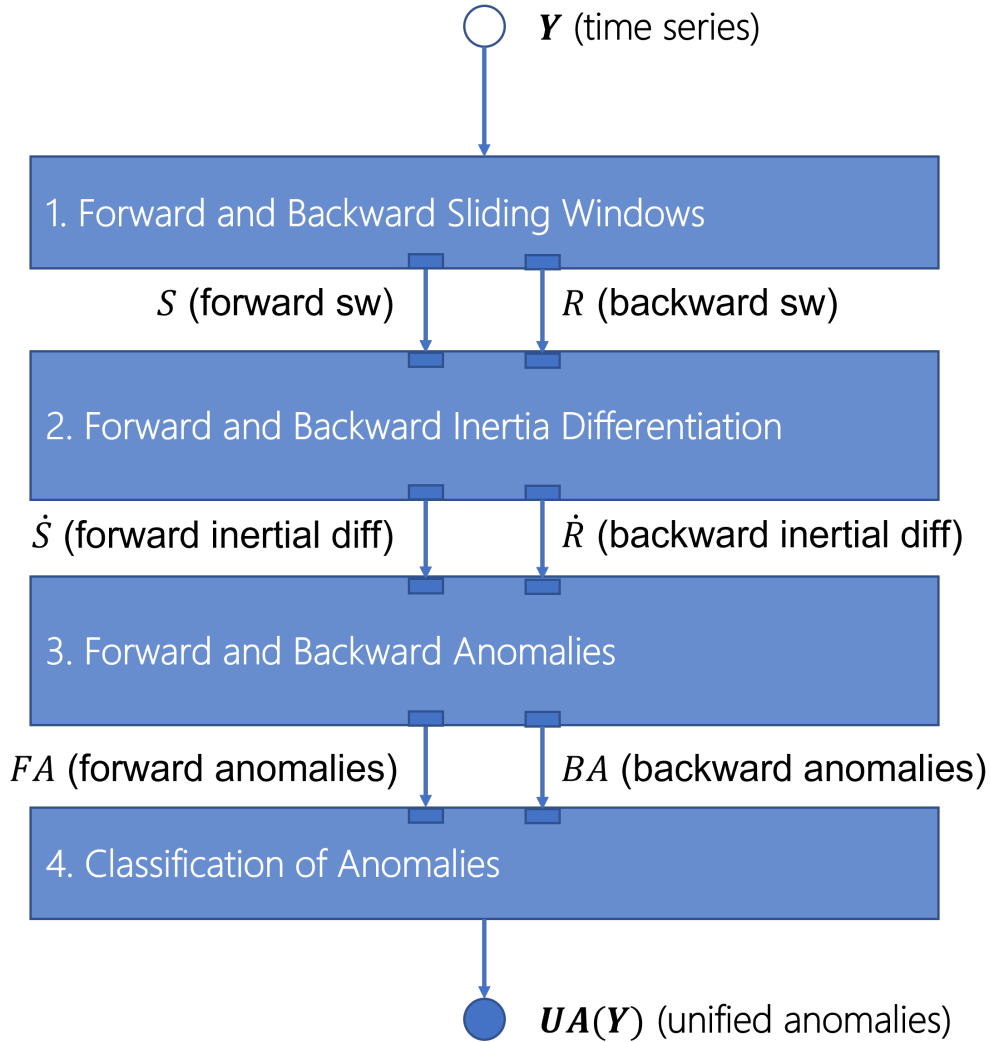 Y (time series)
1. Forward and Backward Sliding Windows
S (forward sw)
R (backward sw)
2. Forward and Backward Inertia Differentiation
Ṡ (forward inertial diff)
Ṙ (backward inertial diff)
3. Forward and Backward Anomalies
FA (forward anomalies)
BA (backward anomalies)
4. Classification of Anomalies
UA(Y) (unified anomalies)